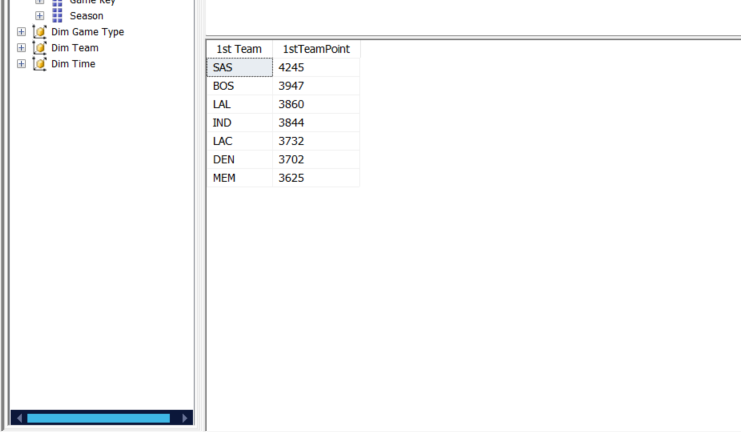 Game Key
Season
Dim Game Type
Dim Team
Dim Time
1st Team 1stTeamPoint
SAS 4245
BOS 3947
LAL 3860
IND 3844
LAC 3732
DEN 3702
MEM 3625